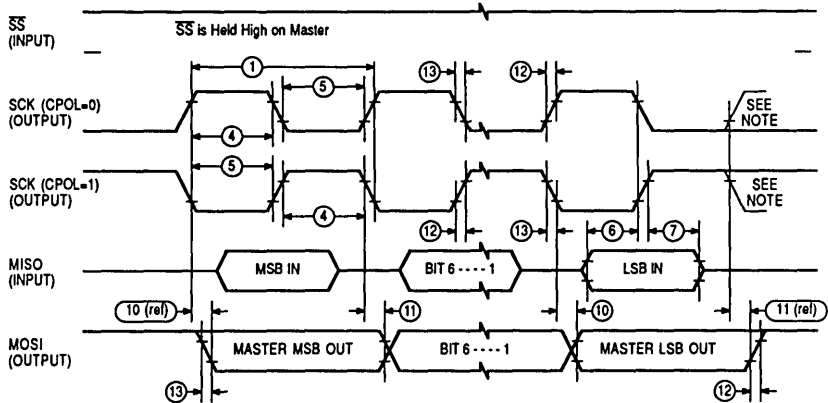 SS
(INPUT)
SS is Held High on Master
1
13
12
5
SCK (CPOL=0)
(OUTPUT)
SEE
NOTE
4
5
SCK (CPOL=1)
(OUTPUT)
SEE
NOTE
4
12
13
6
7
MISO
(INPUT)
MSB IN
BIT 6 - - - - 1
LSB IN
10 (ref)
11
10
11 (ref)
MOSI
(OUTPUT)
MASTER MSB OUT
BIT 6 - - - - 1
MASTER LSB OUT
13
12